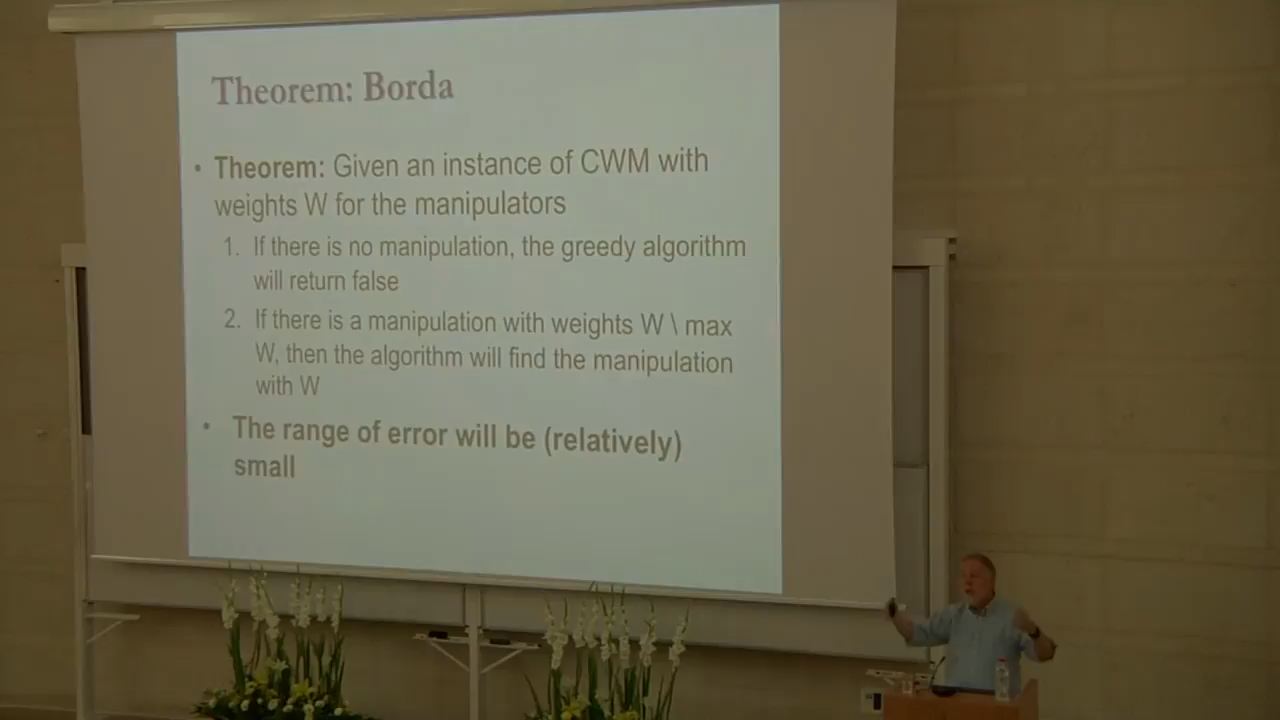 Theorem: Borda
• Theorem: Given an instance of CWM with
weights W for the manipulators
1. If there is no manipulation, the greedy algorithm
will return false
2. If there is a manipulation with weights W \ max
W, then the algorithm will find the manipulation
with W
• The range of error will be (relatively)
small